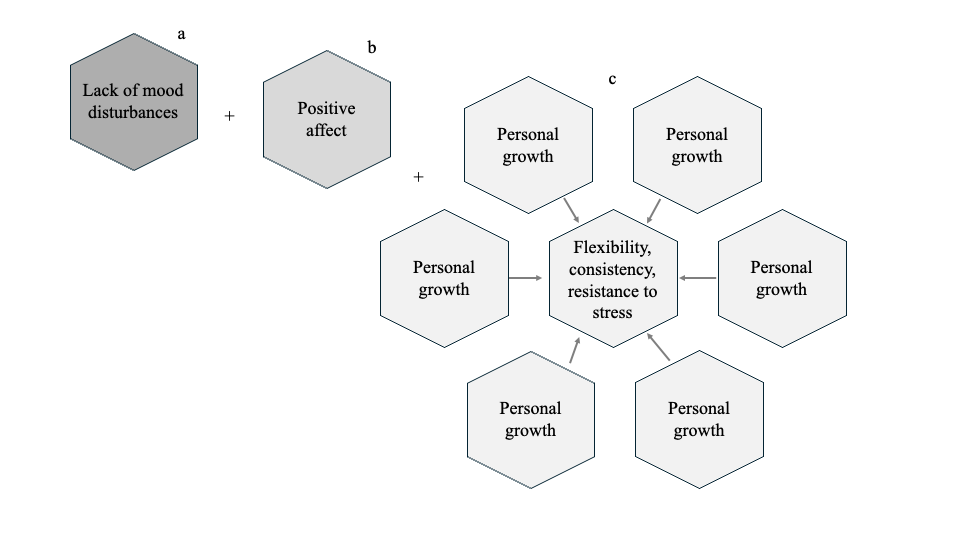 a
Lack of mood
disturbances
+
b
Positive
affect
+
c
Personal
growth
Personal
growth
Personal
growth
Flexibility,
consistency,
resistance to
stress
Personal
growth
Personal
growth
Personal
growth